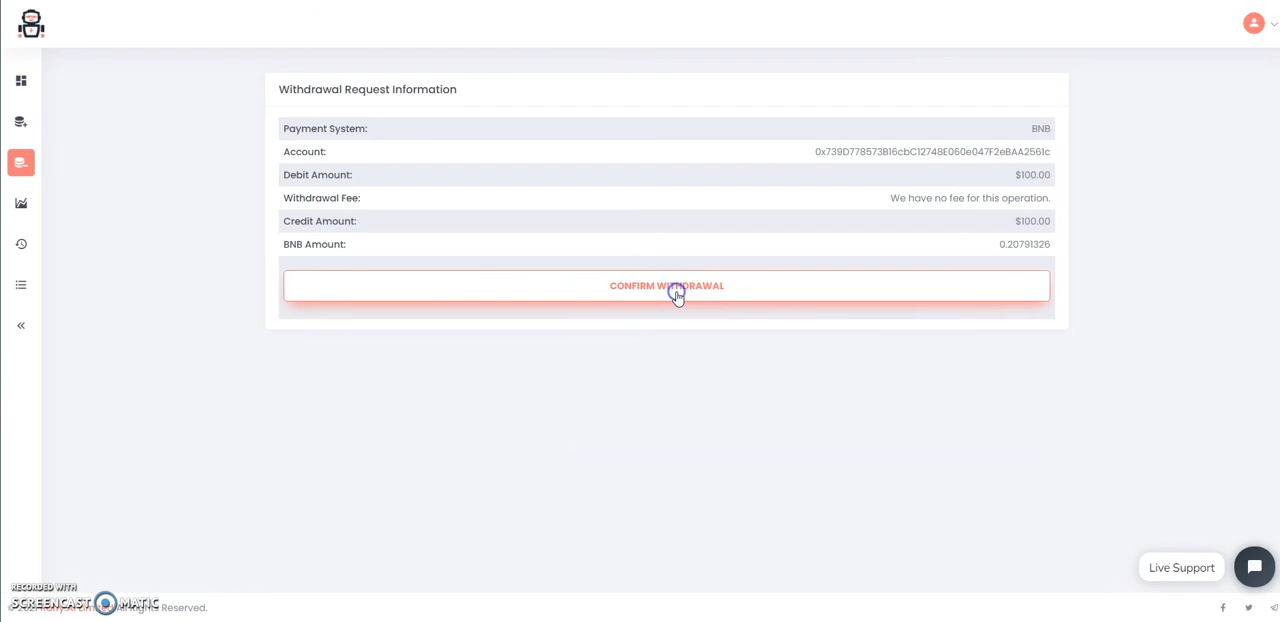 Withdrawal Request Information
Payment System: BNB
Account: 0x739D778573B16cbC12748E060e047F2eBAA2561c
Debit Amount: $100.00
Withdrawal Fee: We have no fee for this operation.
Credit Amount: $100.00
BNB Amount: 0.20791326
CONFIRM WITHDRAWAL
Live Support
RECORDED WITH
SCREENCAST MATIC
All Rights Reserved.